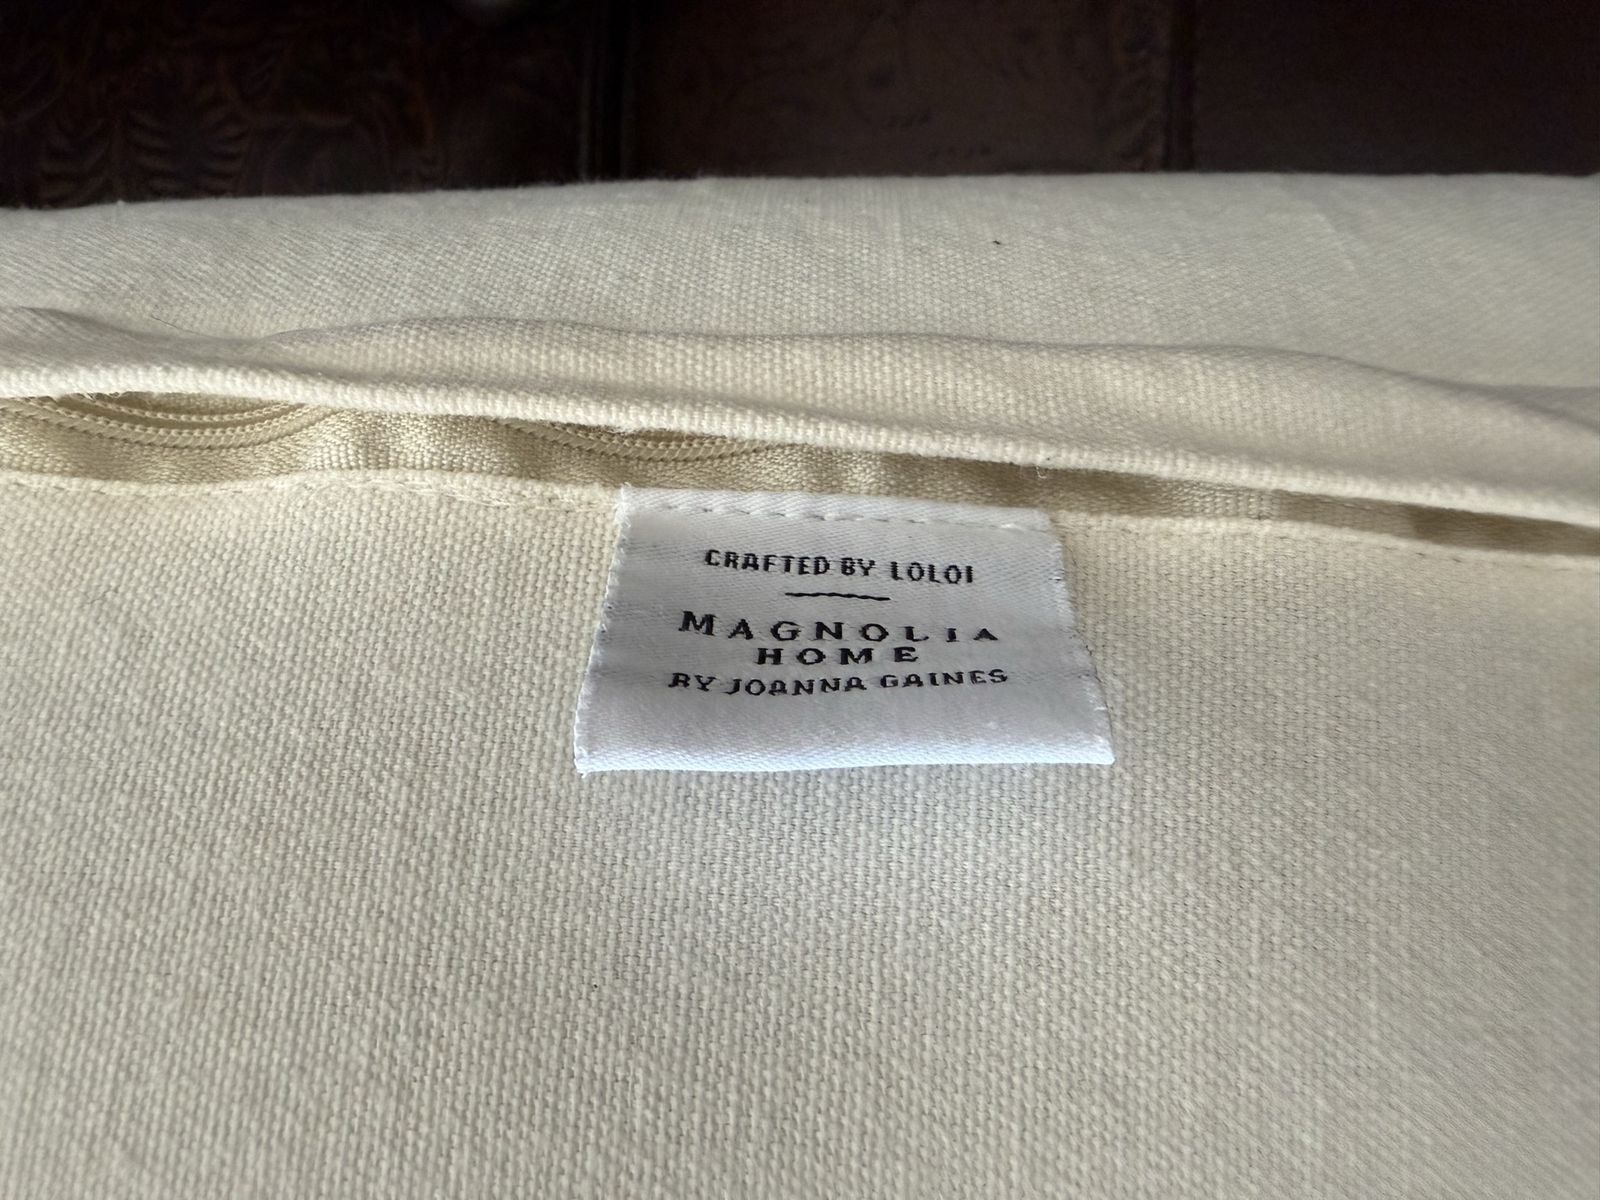 CRAFTED BY LOLOI
MAGNOLIA
HOME
BY JOANNA GAINES